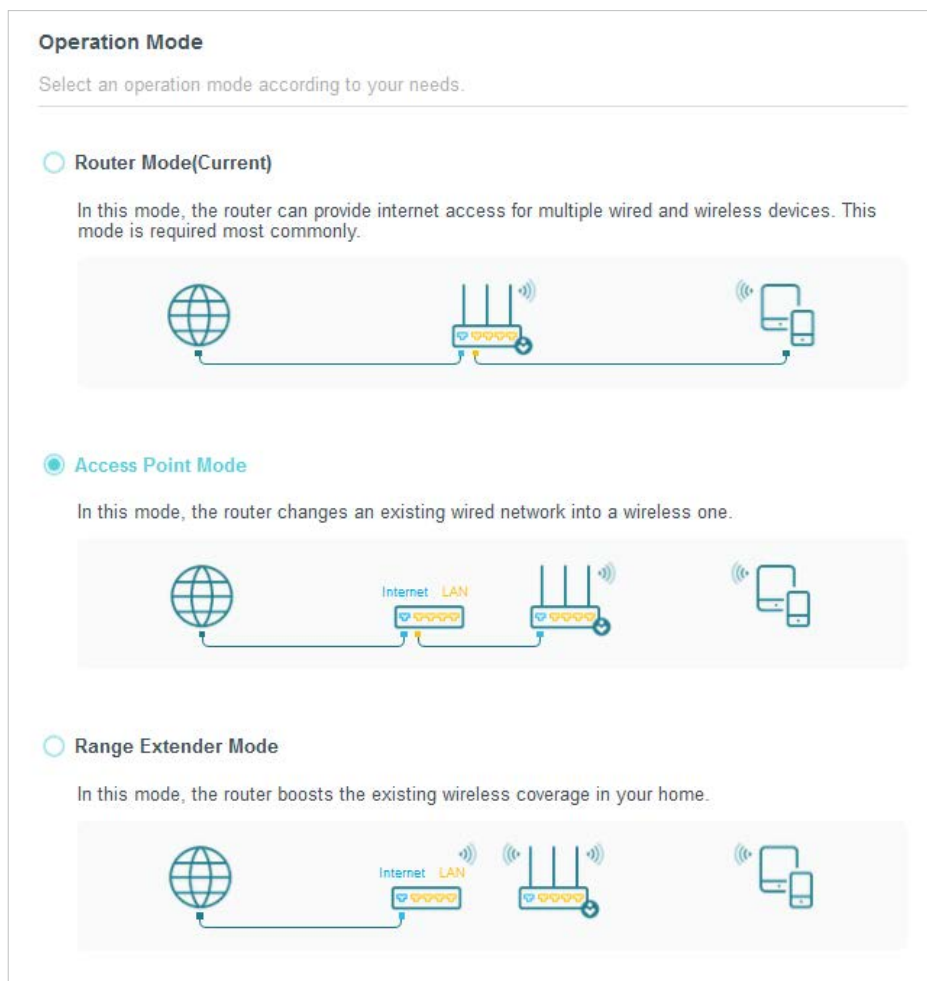 Operation Mode
Select an operation mode according to your needs.
Router Mode(Current)
In this mode, the router can provide internet access for multiple wired and wireless devices. This
mode is required most commonly.
Access Point Mode
In this mode, the router changes an existing wired network into a wireless one.
Internet LAN
Range Extender Mode
In this mode, the router boosts the existing wireless coverage in your home.
Internet LAN